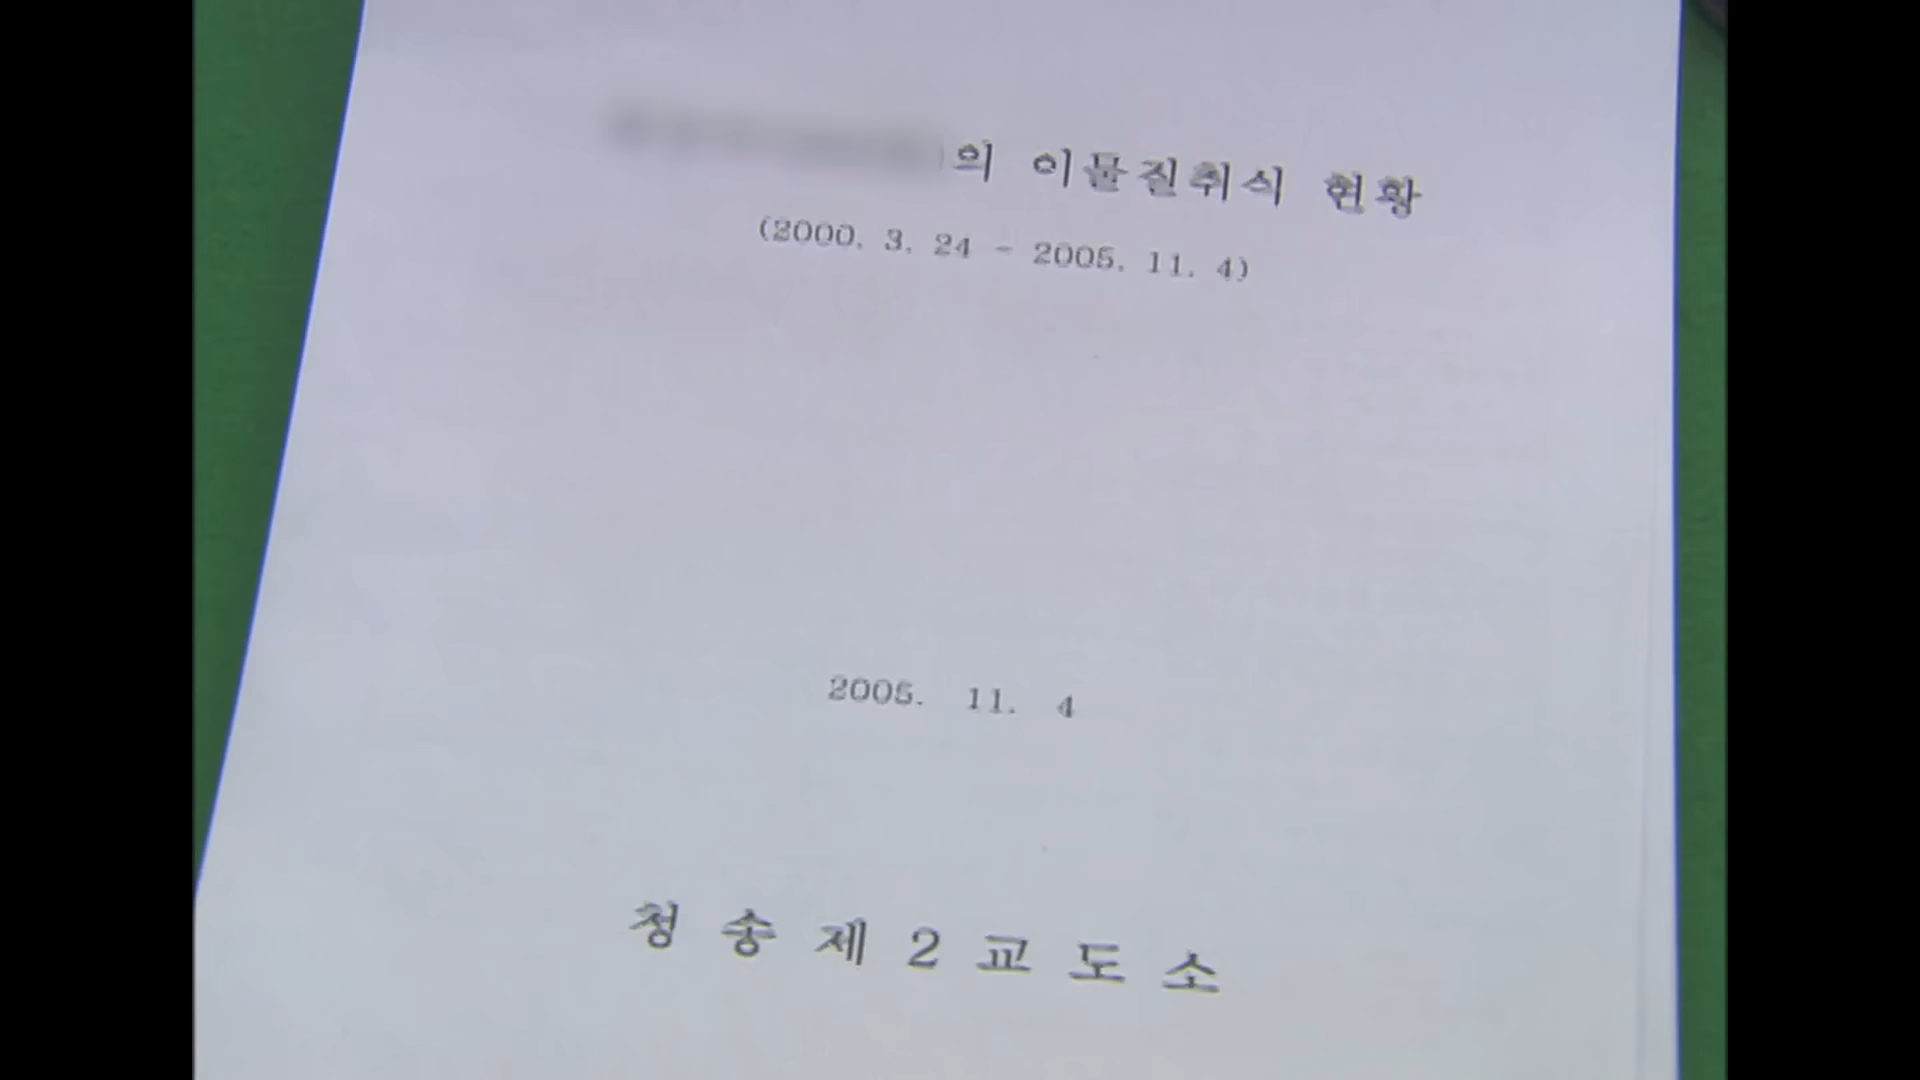 의 이물질취식 현황
(2000. 3. 24 - 2005. 11. 4)
2005. 11. 4
청송제2교도소